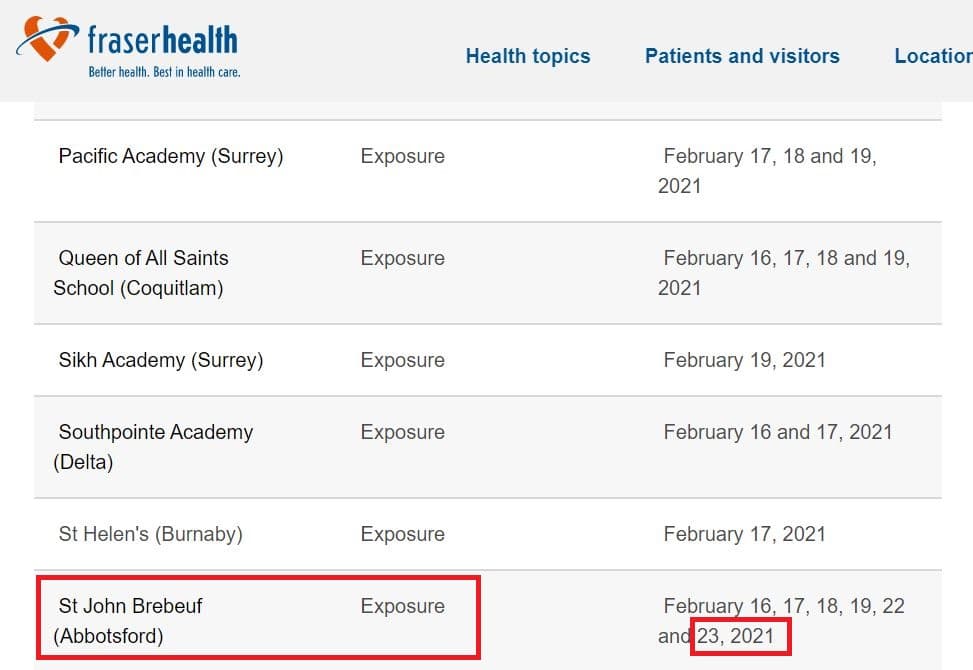 fraserhealth
Better health. Best in health care.
Health topics Patients and visitors Location
Pacific Academy (Surrey) Exposure February 17, 18 and 19,
2021
Queen of All Saints Exposure February 16, 17, 18 and 19,
School (Coquitlam) 2021
Sikh Academy (Surrey) Exposure February 19, 2021
Southpointe Academy Exposure February 16 and 17, 2021
(Delta)
St Helen's (Burnaby) Exposure February 17, 2021
St John Brebeuf Exposure February 16, 17, 18, 19, 22
(Abbotsford) and 23, 2021